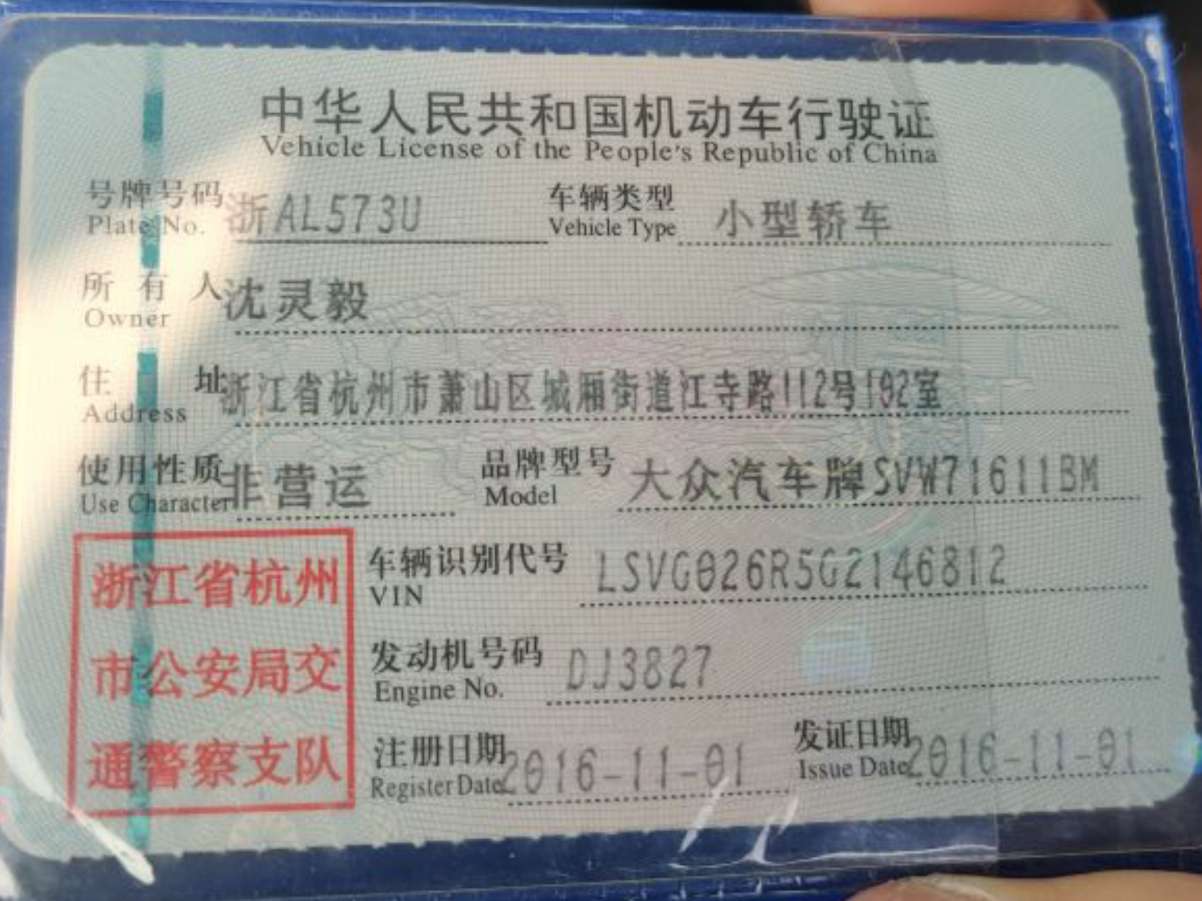 中华人民共和国机动车行驶证
Vehicle License of the People's Republic of China
号牌号码 浙AL573U 车辆类型 小型轿车
Plate No. Vehicle Type
所有人 沈灵毅
Owner
住址 浙江省杭州市萧山区城厢街道江寺路112号102室
Address
使用性质 非营运 品牌型号 大众汽车牌SVW71611BM
Use Character Model
车辆识别代号 LSVG026R5G2146812
VIN
发动机号码 DJ3827
Engine No.
注册日期 2016-11-01 发证日期 2016-11-01
Register Date Issue Date
浙江省杭州
市公安局交
通警察支队